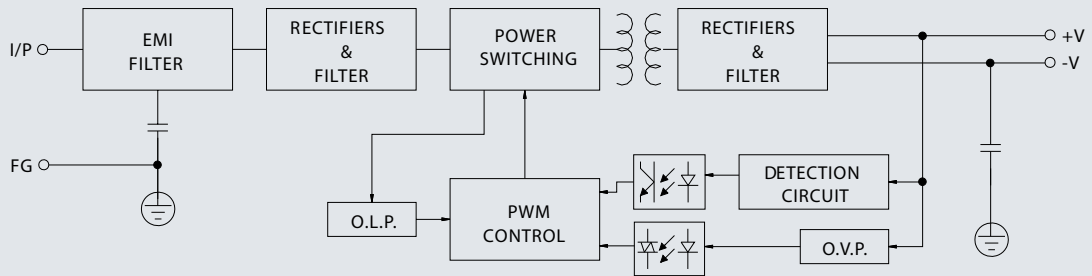 I/P
EMI
FILTER
RECTIFIERS
&
FILTER
POWER
SWITCHING
RECTIFIERS
&
FILTER
+V
-V
FG
O.L.P.
PWM
CONTROL
DETECTION
CIRCUIT
O.V.P.